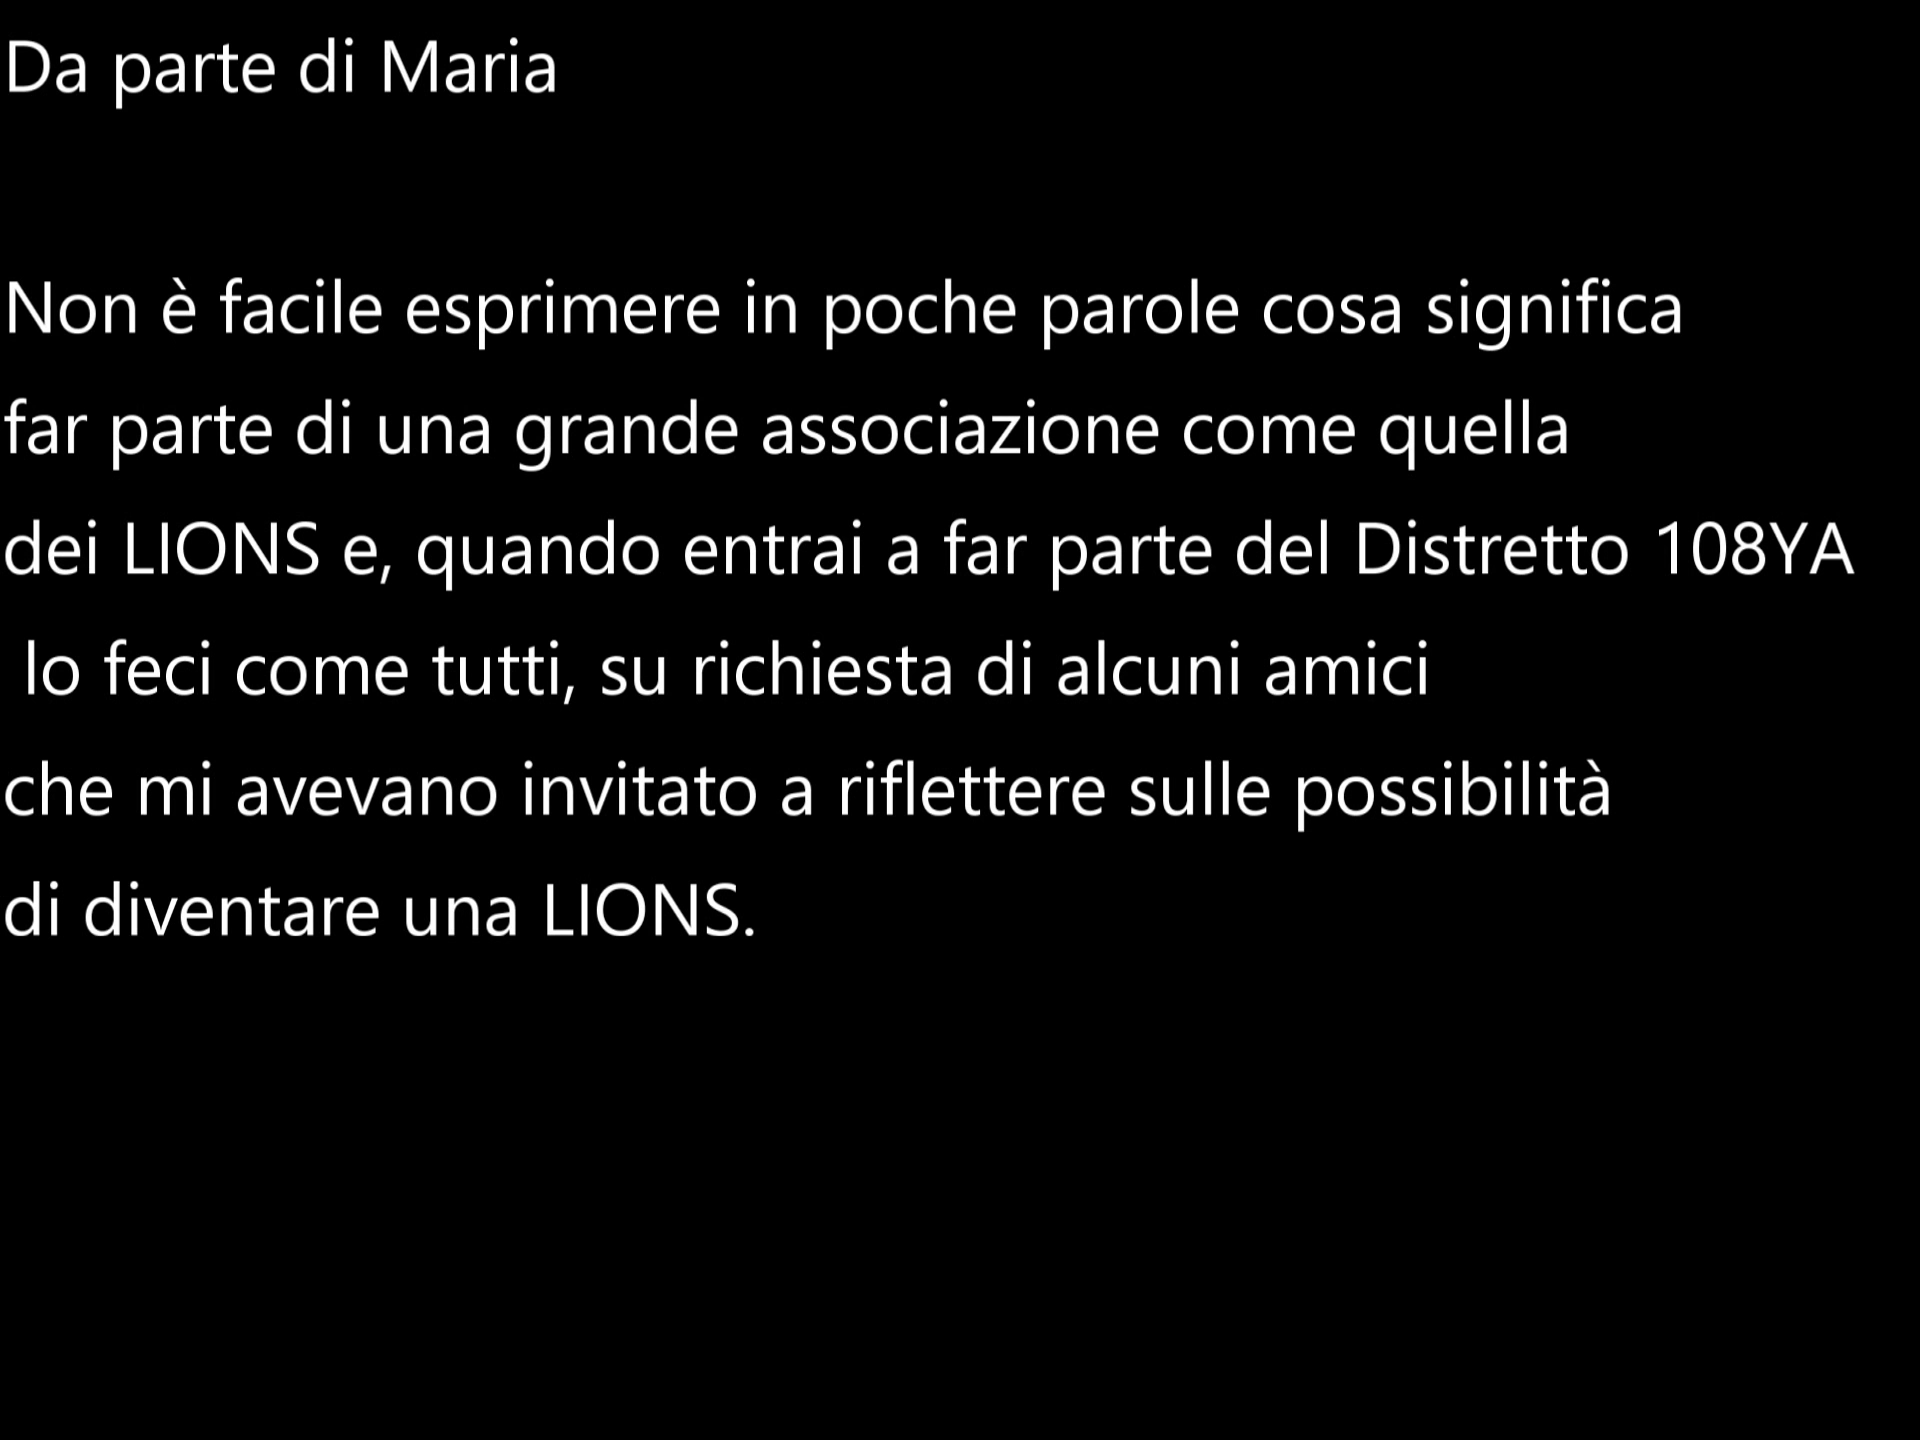 Da parte di Maria
Non è facile esprimere in poche parole cosa significa
far parte di una grande associazione come quella
dei LIONS e, quando entrai a far parte del Distretto 108YA
lo feci come tutti, su richiesta di alcuni amici
che mi avevano invitato a riflettere sulle possibilità
di diventare una LIONS.